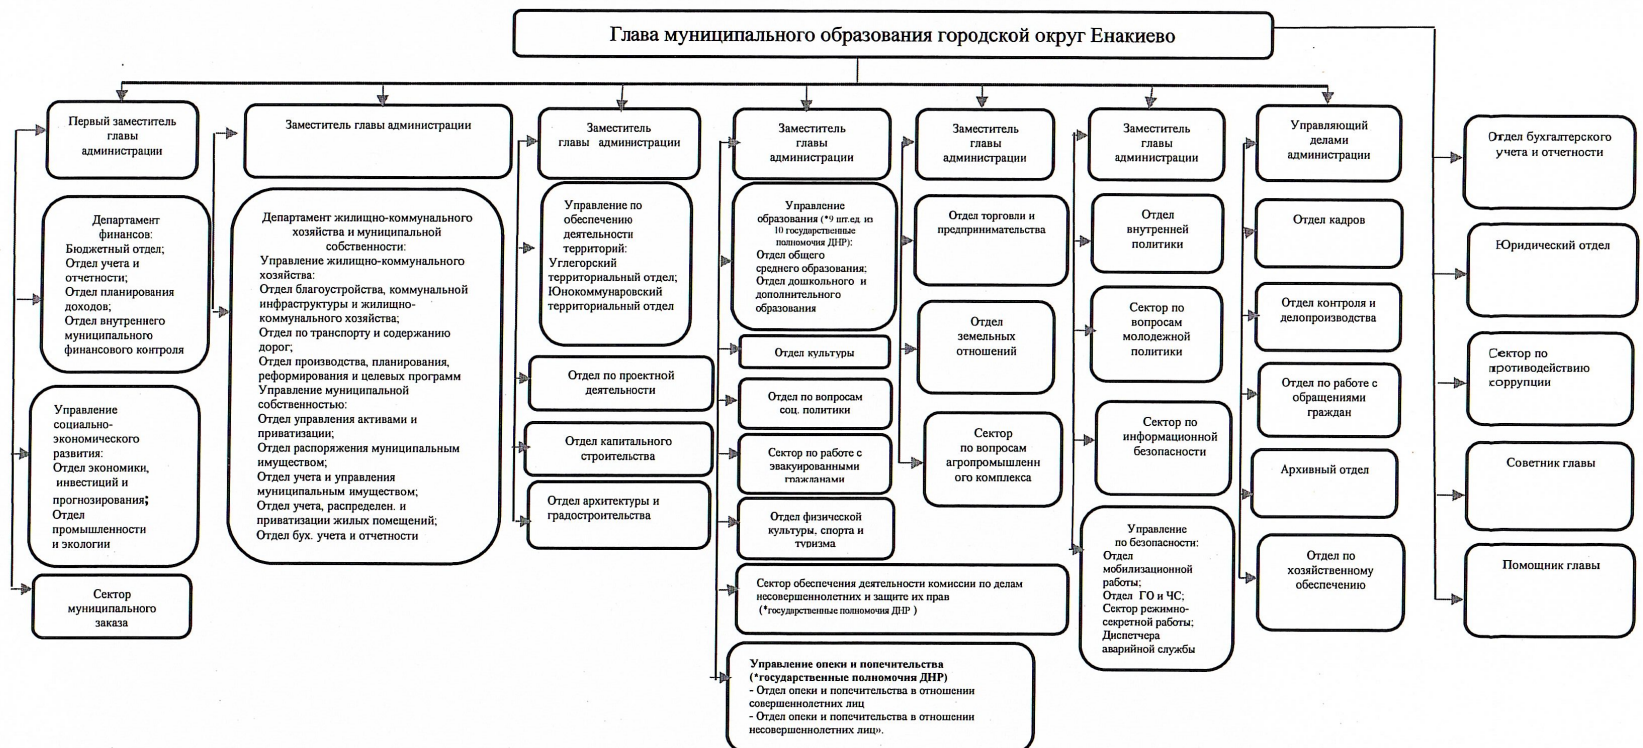 Глава муниципального образования городской округ Енакиево
Первый заместитель
главы
администрации
Департамент
финансов:
Бюджетный отдел;
Отдел учета и
отчетности;
Отдел планирования
доходов;
Отдел внутреннего
муниципального
финансового контроля
Управление
социально-
экономического
развития:
Отдел экономики,
инвестиций и
прогнозирования;
Отдел
промышленности
и экологии
Сектор
муниципального
заказа
Заместитель главы администрации
Департамент жилищно-коммунального
хозяйства и муниципальной
собственности:
Управление жилищно-коммунального
хозяйства:
Отдел благоустройства, коммунальной
инфраструктуры и жилищно-
коммунального хозяйства;
Отдел по транспорту и содержанию
дорог;
Отдел производства, планирования,
реформирования и целевых программ
Управление муниципальной
собственностью:
Отдел управления активами и
приватизации;
Отдел распоряжения муниципальным
имуществом;
Отдел учета и управления
муниципальным имуществом;
Отдел учета, распределен. и
приватизации жилых помещений;
Отдел бух. учета и отчетности
Заместитель
главы администрации
Управление по
обеспечению
деятельности
территорий:
Углегорский
территориальный отдел;
Юнокоммунаровский
территориальный отдел
Отдел по проектной
деятельности
Отдел капитального
строительства
Отдел архитектуры и
градостроительства
Заместитель
главы
администрации
Управление
образования (*9 шт.ед. из
10 государственные
полномочия ДНР):
Отдел общего
среднего образования;
Отдел дошкольного и
дополнительного
образования
Отдел культуры
Отдел по вопросам
соц. политики
Сектор по работе с
эвакуированными
гражданами
Отдел физической
культуры, спорта и
туризма
Сектор обеспечения деятельности комиссии по делам
несовершеннолетних и защите их прав
(*государственные полномочия ДНР )
Управление опеки и попечительства
(*государственные полномочия ДНР)
- Отдел опеки и попечительства в отношении
совершеннолетних лиц
- Отдел опеки и попечительства в отношении
несовершеннолетних лиц».
Заместитель
главы
администрации
Отдел торговли и
предпринимательства
Отдел
земельных
отношений
Сектор
по вопросам
агропромышленн
ого комплекса
Заместитель
главы
администрации
Отдел
внутренней
политики
Сектор по
вопросам
молодежной
политики
Сектор по
информационной
безопасности
Управление
по безопасности:
Отдел
мобилизационной
работы;
Отдел ГО и ЧС;
Сектор режимно-
секретной работы;
Диспетчера
аварийной службы
Управляющий
делами
администрации
Отдел кадров
Отдел контроля и
делопроизводства
Отдел по работе с
обращениями
граждан
Архивный отдел
Отдел по
хозяйственному
обеспечению
Отдел бухгалтерского
учета и отчетности
Юридический отдел
Сектор по
противодействию
коррупции
Советник главы
Помощник главы